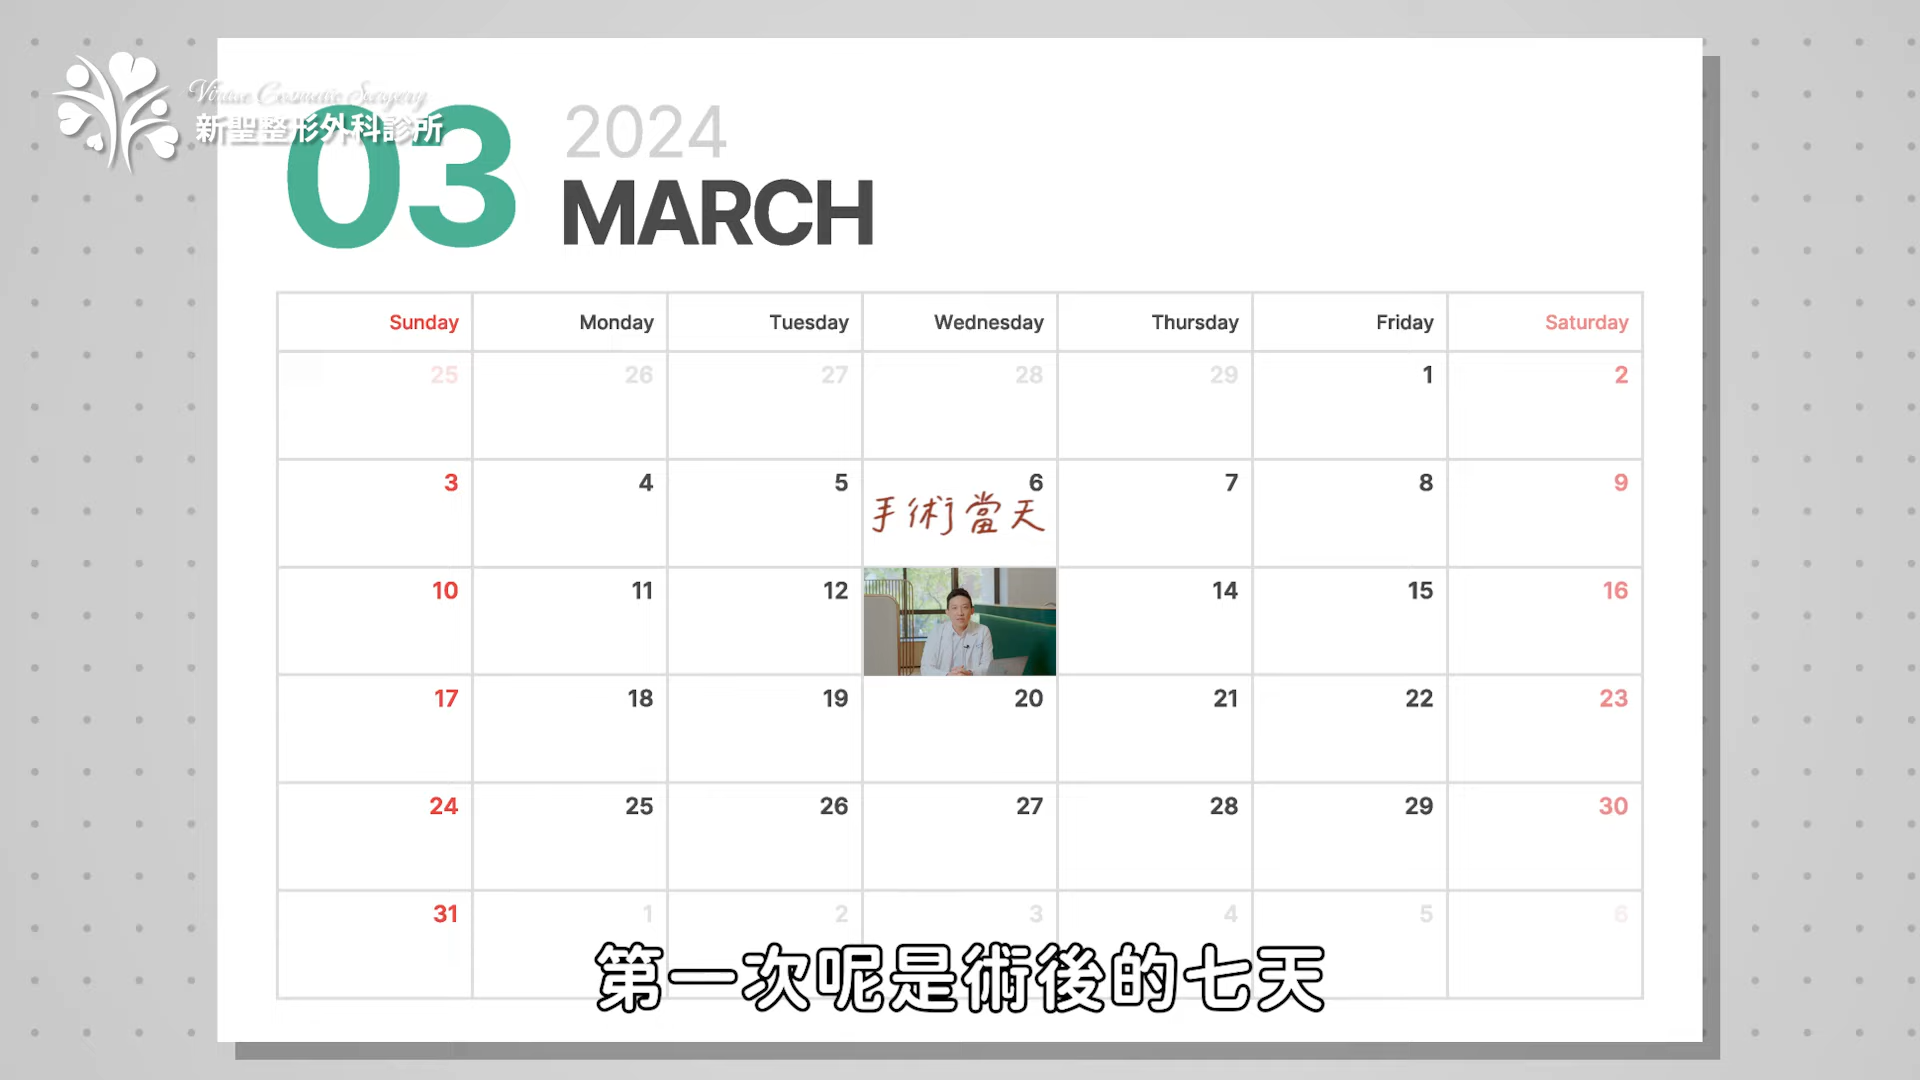 Virtue Cosmetic Surgery
新聖整形外科診所
03
2024
MARCH
Sunday Monday Tuesday Wednesday Thursday Friday Saturday
25 26 27 28 29 1 2
3 4 5 6 7 8 9
手術當天
10 11 12 14 15 16
17 18 19 20 21 22 23
24 25 26 27 28 29 30
31 1 2 3 4 5 6
第一次呢是術後的七天